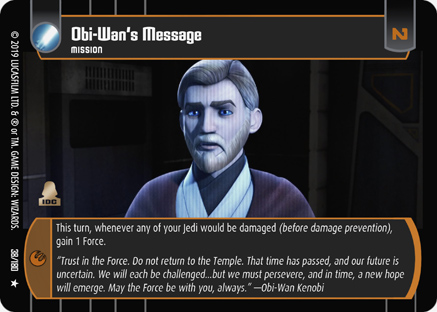 Obi-Wan's Message
MISSION
N
© 2019 LUCASFILM LTD. & ® or TM. GAME DESIGN: WIZARDS.
IDC
This turn, whenever any of your Jedi would be damaged (before damage prevention),
gain 1 Force.
"Trust in the Force. Do not return to the Temple. That time has passed, and our future is
uncertain. We will each be challenged...but we must persevere, and in time, a new hope
will emerge. May the Force be with you, always." —Obi-Wan Kenobi